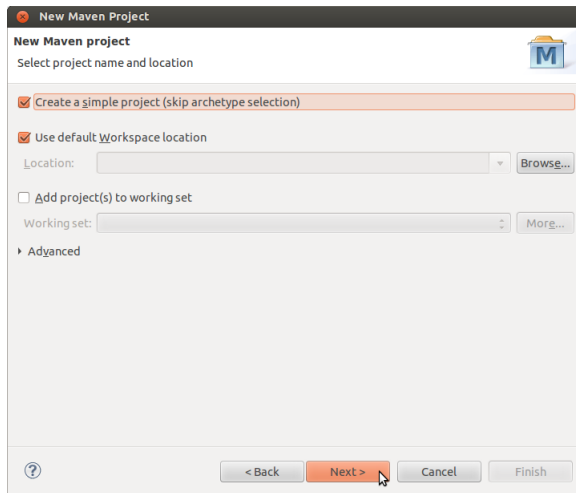 New Maven Project
New Maven project
Select project name and location
M
Create a simple project (skip archetype selection)
Use default Workspace location
Location:
Browse...
Add project(s) to working set
Working set:
More...
Advanced
?
< Back
Next >
Cancel
Finish